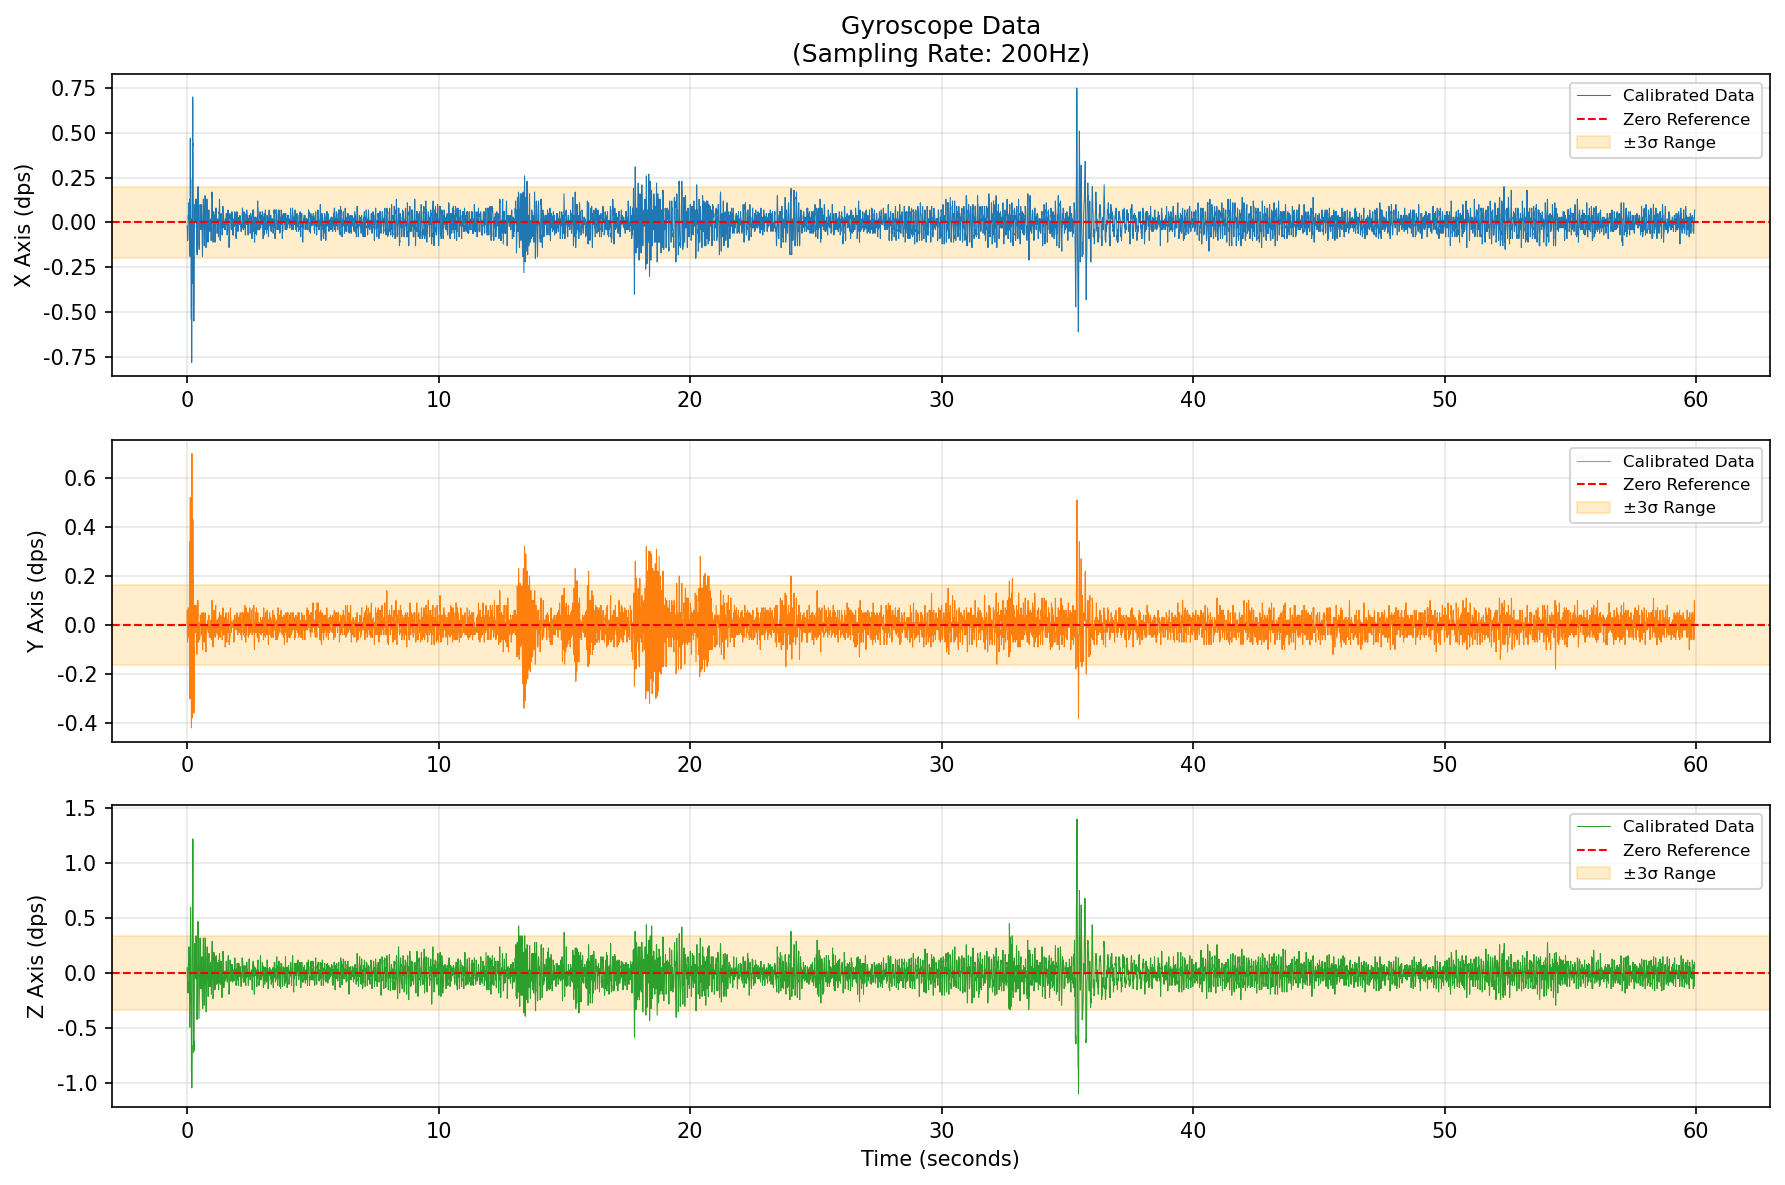 Gyroscope Data
(Sampling Rate: 200Hz)
X Axis (dps)
0.75
0.50
0.25
0.00
-0.25
-0.50
-0.75
Calibrated Data
Zero Reference
±3σ Range
0 10 20 30 40 50 60
Y Axis (dps)
0.6
0.4
0.2
0.0
-0.2
-0.4
Calibrated Data
Zero Reference
±3σ Range
0 10 20 30 40 50 60
Z Axis (dps)
1.5
1.0
0.5
0.0
-0.5
-1.0
Calibrated Data
Zero Reference
±3σ Range
0 10 20 30 40 50 60
Time (seconds)